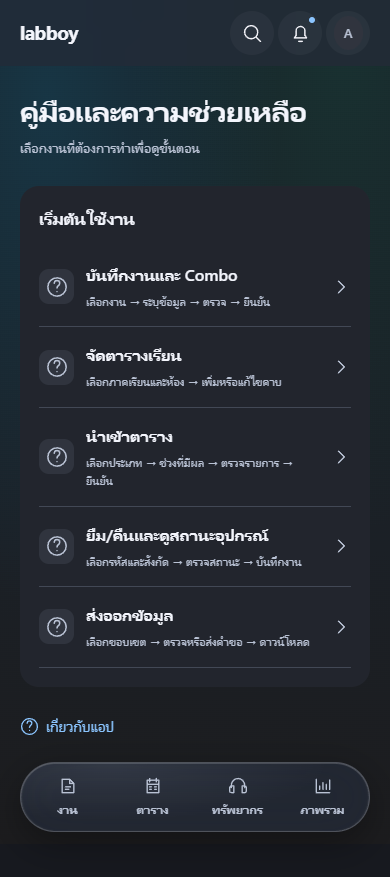 labboy
A
คู่มือและความช่วยเหลือ
เลือกงานที่ต้องการทำเพื่อดูขั้นตอน
เริ่มต้นใช้งาน
บันทึกงานและ Combo
เลือกงาน → ระบุข้อมูล → ตรวจ → ยืนยัน
จัดตารางเรียน
เลือกภาคเรียนและห้อง → เพิ่มหรือแก้ไขคาบ
นำเข้าตาราง
เลือกประเภท → ช่วงที่มีผล → ตรวจรายการ →
ยืนยัน
ยืม/คืนและดูสถานะอุปกรณ์
เลือกรหัสและสังกัด → ตรวจสถานะ → บันทึกงาน
ส่งออกข้อมูล
เลือกขอบเขต → ตรวจหรือส่งคำขอ → ดาวน์โหลด
เกี่ยวกับแอป
งาน
ตาราง
ทรัพยากร
ภาพรวม